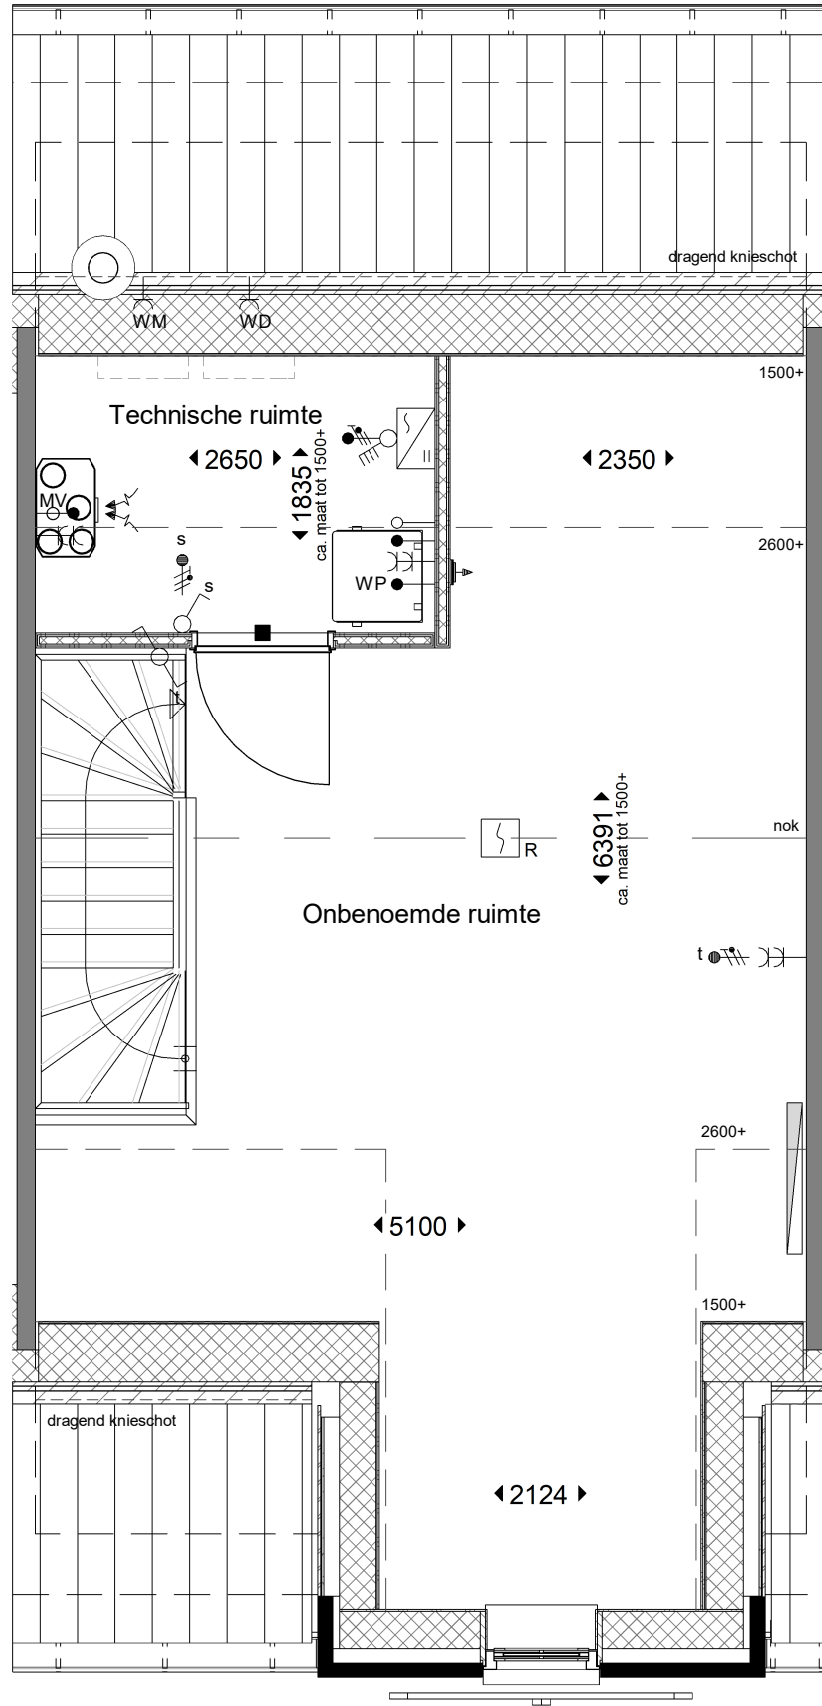 dragend knieschot
WM
WD
1500+
Technische ruimte
2650
1835
ca. maat tot 1500+
2350
MV
2600+
s
WP
s
t
6391
ca. maat tot 1500+
nok
R
Onbenoemde ruimte
t
2600+
5100
1500+
dragend knieschot
2124